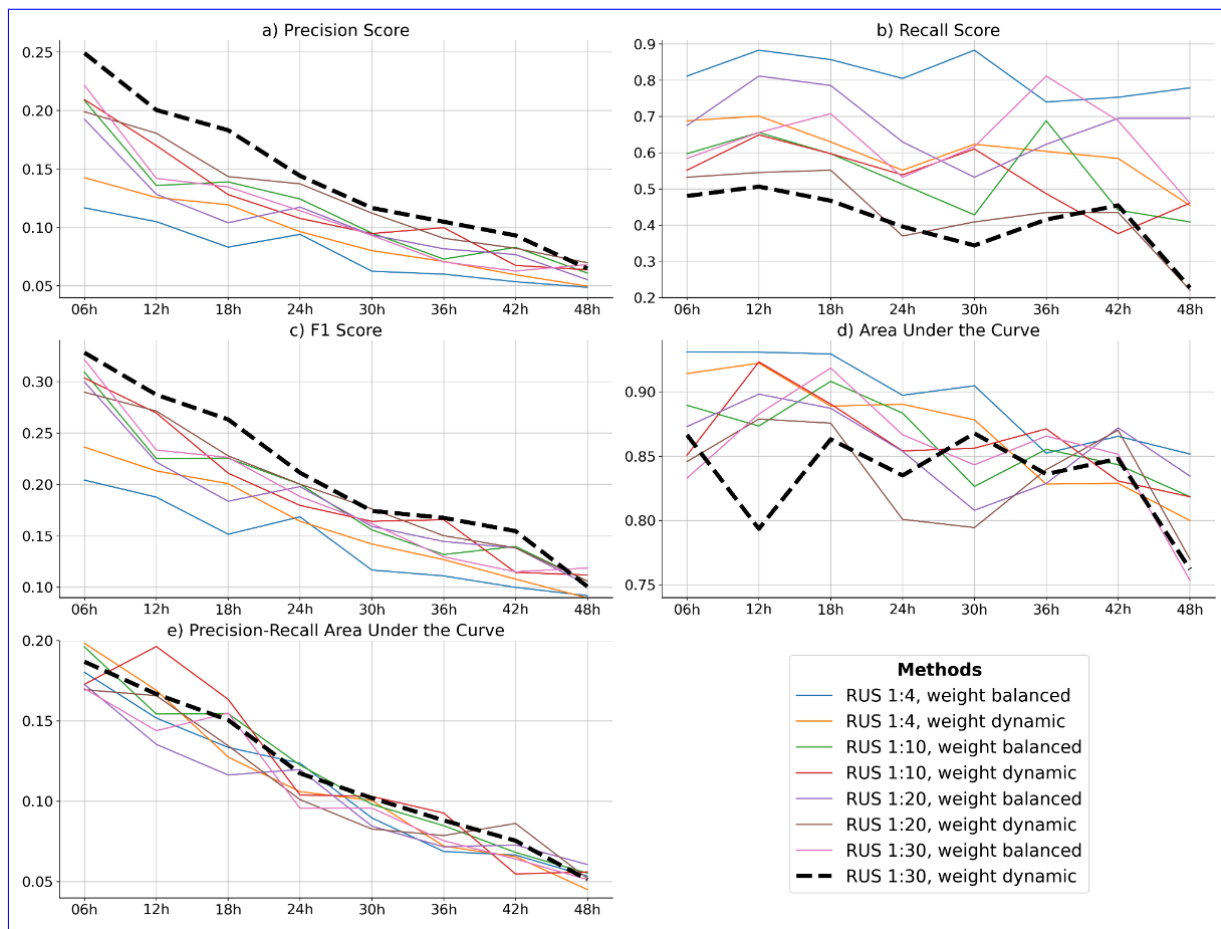 a) Precision Score
0.25
0.20
0.15
0.10
0.05
06h 12h 18h 24h 30h 36h 42h 48h
b) Recall Score
0.9
0.8
0.7
0.6
0.5
0.4
0.3
0.2
06h 12h 18h 24h 30h 36h 42h 48h
c) F1 Score
0.30
0.25
0.20
0.15
0.10
06h 12h 18h 24h 30h 36h 42h 48h
d) Area Under the Curve
0.90
0.85
0.80
0.75
06h 12h 18h 24h 30h 36h 42h 48h
e) Precision-Recall Area Under the Curve
0.20
0.15
0.10
0.05
06h 12h 18h 24h 30h 36h 42h 48h
Methods
RUS 1:4, weight balanced
RUS 1:4, weight dynamic
RUS 1:10, weight balanced
RUS 1:10, weight dynamic
RUS 1:20, weight balanced
RUS 1:20, weight dynamic
RUS 1:30, weight balanced
RUS 1:30, weight dynamic